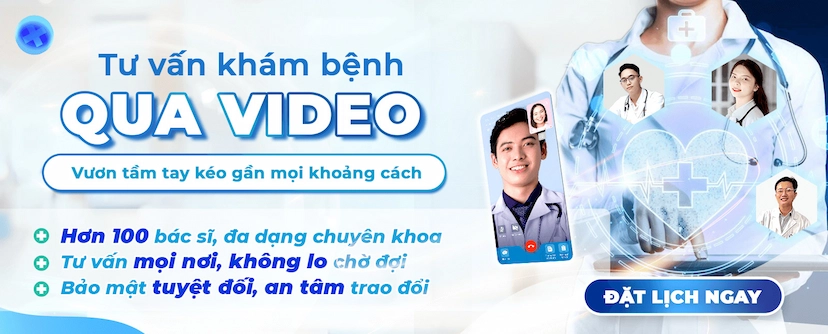 Tư vấn khám bệnh
QUA VIDEO
Vươn tầm tay kéo gần mọi khoảng cách
Hơn 100 bác sĩ, đa dạng chuyên khoa
Tư vấn mọi nơi, không lo chờ đợi
Bảo mật tuyệt đối, an tâm trao đổi
ĐẶT LỊCH NGAY